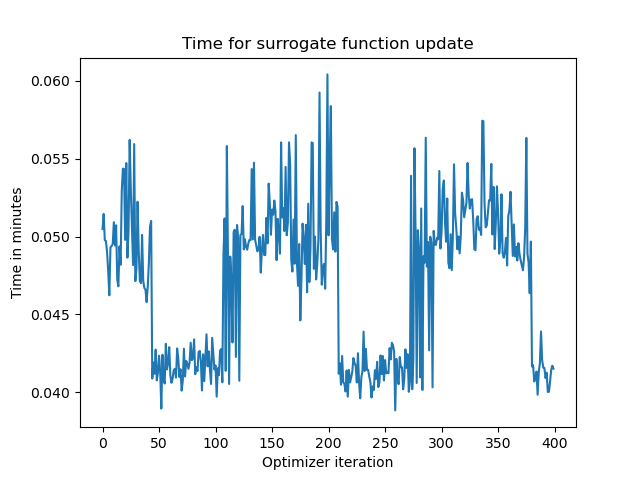 Time for surrogate function update
Time in minutes
0.060
0.055
0.050
0.045
0.040
0 50 100 150 200 250 300 350 400
Optimizer iteration